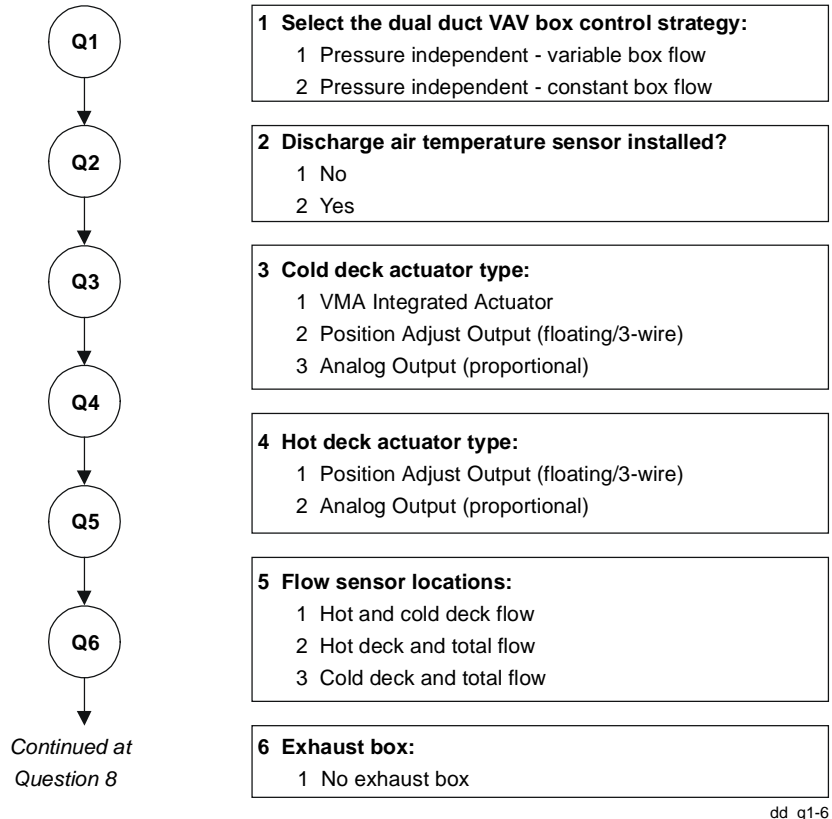 Q1
Q2
Q3
Q4
Q5
Q6
Continued at
Question 8
1 Select the dual duct VAV box control strategy:
1 Pressure independent - variable box flow
2 Pressure independent - constant box flow
2 Discharge air temperature sensor installed?
1 No
2 Yes
3 Cold deck actuator type:
1 VMA Integrated Actuator
2 Position Adjust Output (floating/3-wire)
3 Analog Output (proportional)
4 Hot deck actuator type:
1 Position Adjust Output (floating/3-wire)
2 Analog Output (proportional)
5 Flow sensor locations:
1 Hot and cold deck flow
2 Hot deck and total flow
3 Cold deck and total flow
6 Exhaust box:
1 No exhaust box
dd_q1-6